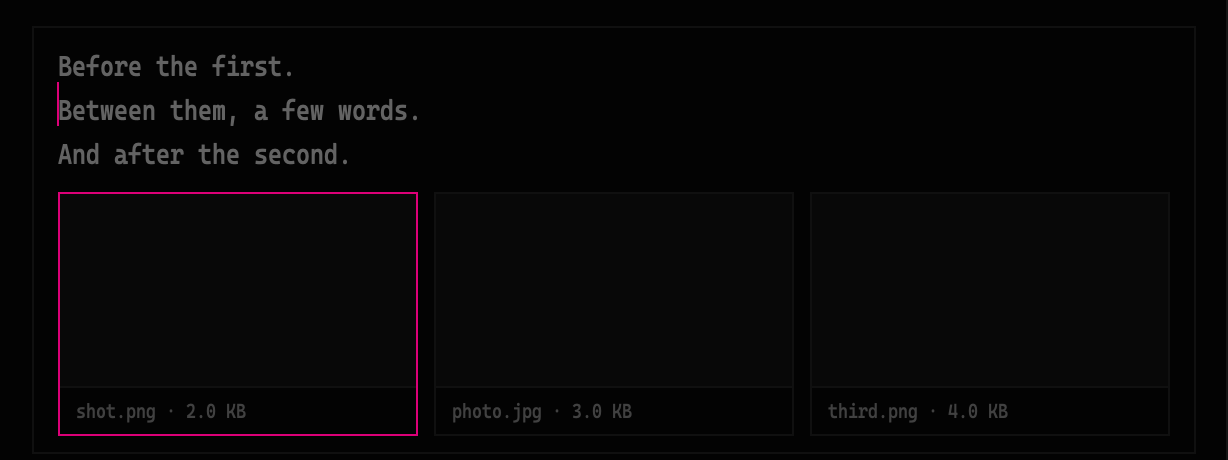 Before the first.
Between them, a few words.
And after the second.
shot.png · 2.0 KB
photo.jpg · 3.0 KB
third.png · 4.0 KB